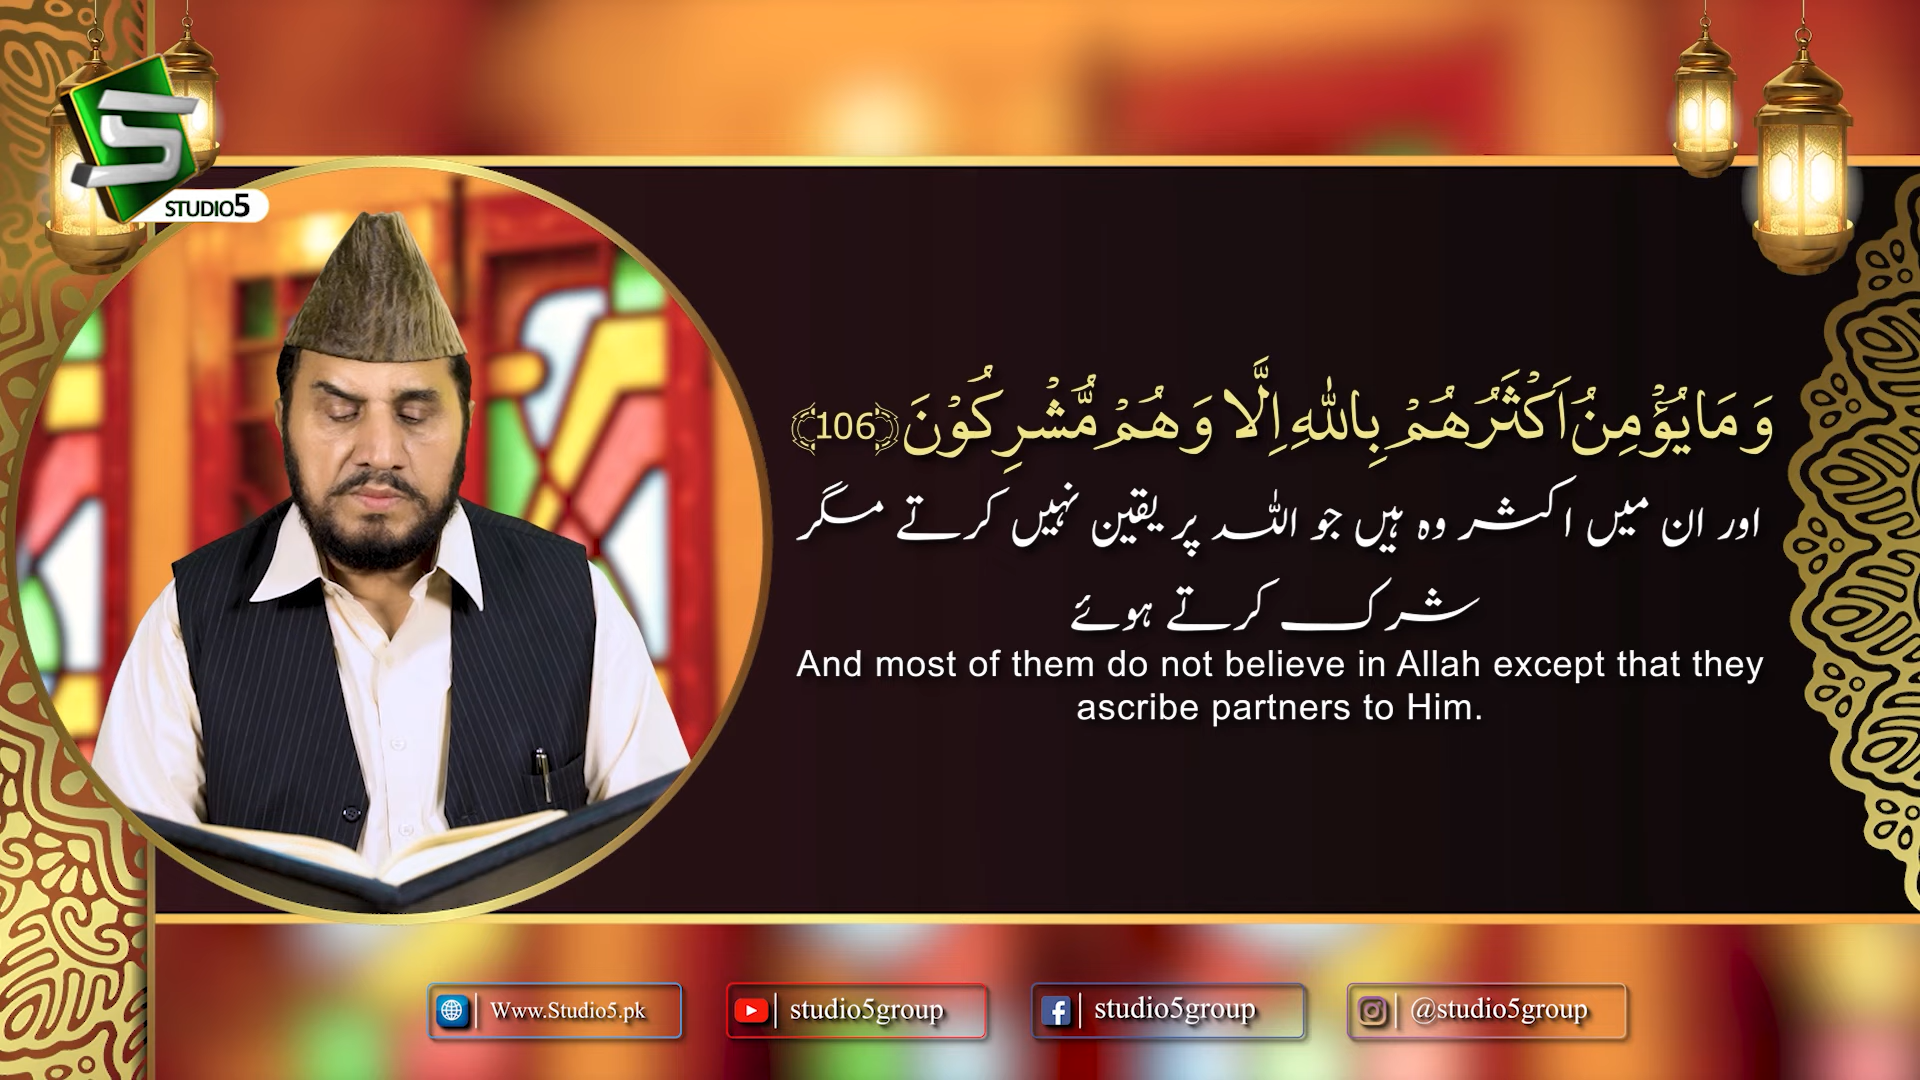 STUDIO5
وَ مَا یُؤْمِنُ اَكْثَرُهُمْ بِاللّٰهِ اِلَّا وَ هُمْ مُّشْرِكُوْنَ ﴿106﴾
اور ان میں اکثر وہ ہیں جو اللہ پر یقین نہیں کرتے مگر
شرک کرتے ہوئے
And most of them do not believe in Allah except that they
ascribe partners to Him.
Www.Studio5.pk
studio5group
studio5group
@studio5group